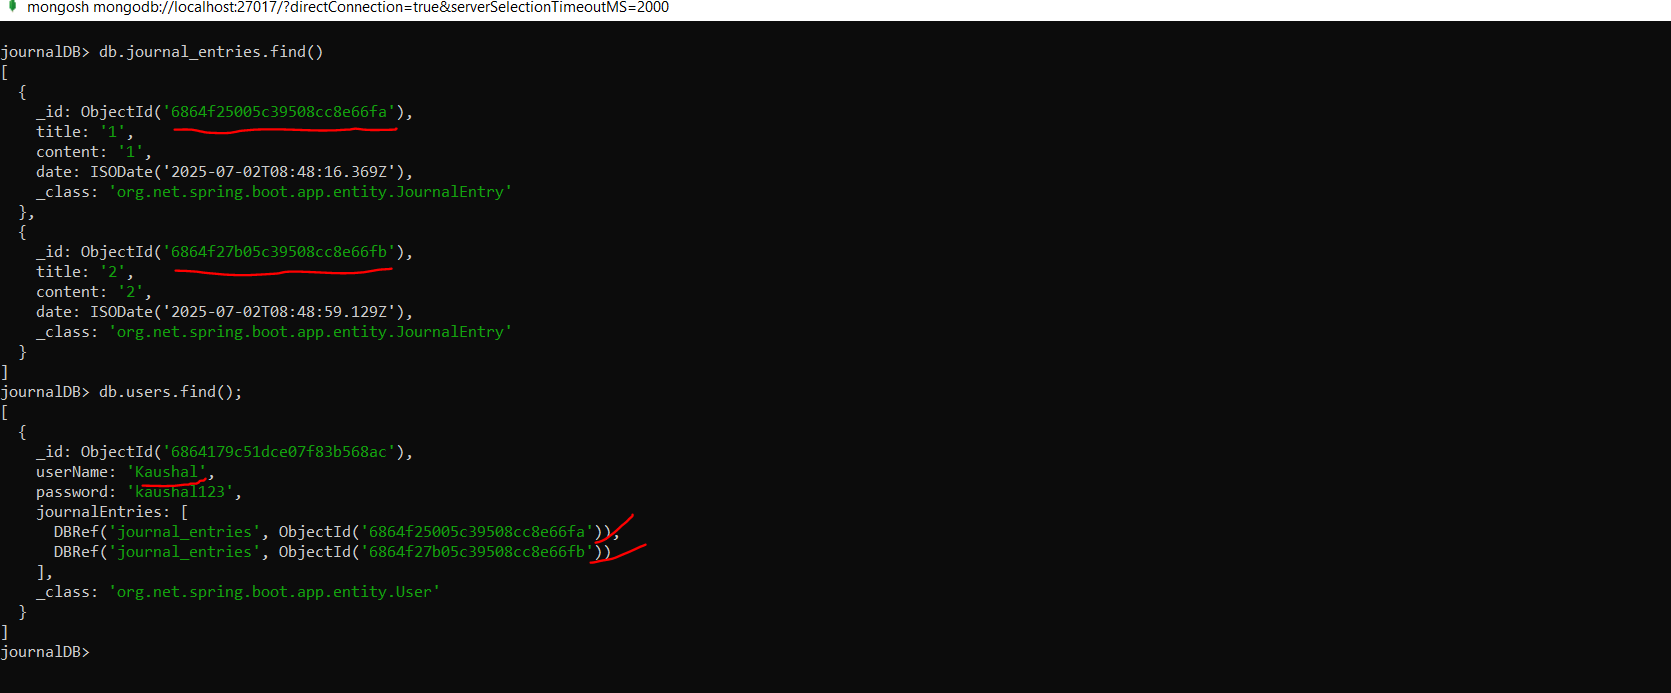 mongosh mongodb://localhost:27017/?directConnection=true&serverSelectionTimeoutMS=2000
journalDB> db.journal_entries.find()
[
  {
    _id: ObjectId('6864f25005c39508cc8e66fa'),
    title: '1',
    content: '1',
    date: ISODate('2025-07-02T08:48:16.369Z'),
    _class: 'org.net.spring.boot.app.entity.JournalEntry'
  },
  {
    _id: ObjectId('6864f27b05c39508cc8e66fb'),
    title: '2',
    content: '2',
    date: ISODate('2025-07-02T08:48:59.129Z'),
    _class: 'org.net.spring.boot.app.entity.JournalEntry'
  }
]
journalDB> db.users.find();
[
  {
    _id: ObjectId('6864179c51dce07f83b568ac'),
    userName: 'Kaushal',
    password: 'kaushal123',
    journalEntries: [
      DBRef('journal_entries', ObjectId('6864f25005c39508cc8e66fa')),
      DBRef('journal_entries', ObjectId('6864f27b05c39508cc8e66fb'))
    ],
    _class: 'org.net.spring.boot.app.entity.User'
  }
]
journalDB>